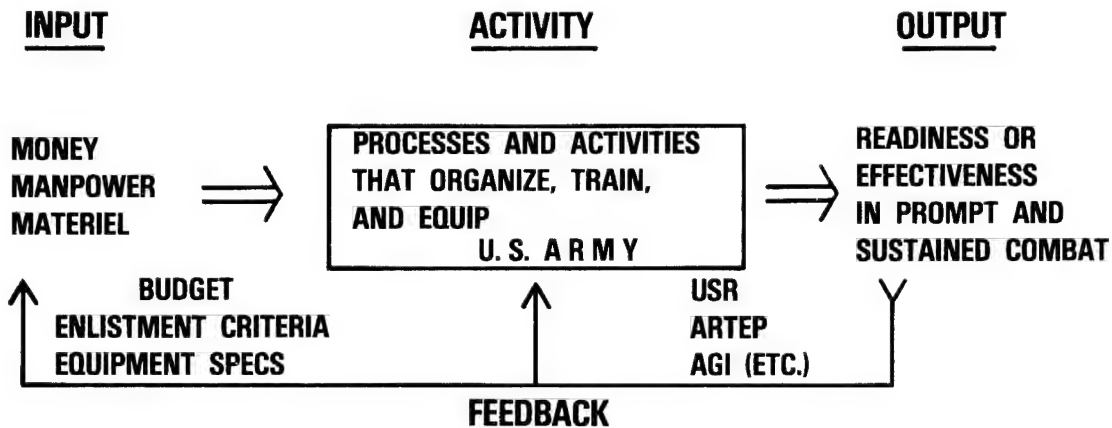 INPUT
ACTIVITY
OUTPUT
MONEY
MANPOWER
MATERIEL
PROCESSES AND ACTIVITIES
THAT ORGANIZE, TRAIN,
AND EQUIP
U.S. ARMY
READINESS OR
EFFECTIVENESS
IN PROMPT AND
SUSTAINED COMBAT
BUDGET
ENLISTMENT CRITERIA
EQUIPMENT SPECS
USR
ARTEP
AGI (ETC.)
FEEDBACK